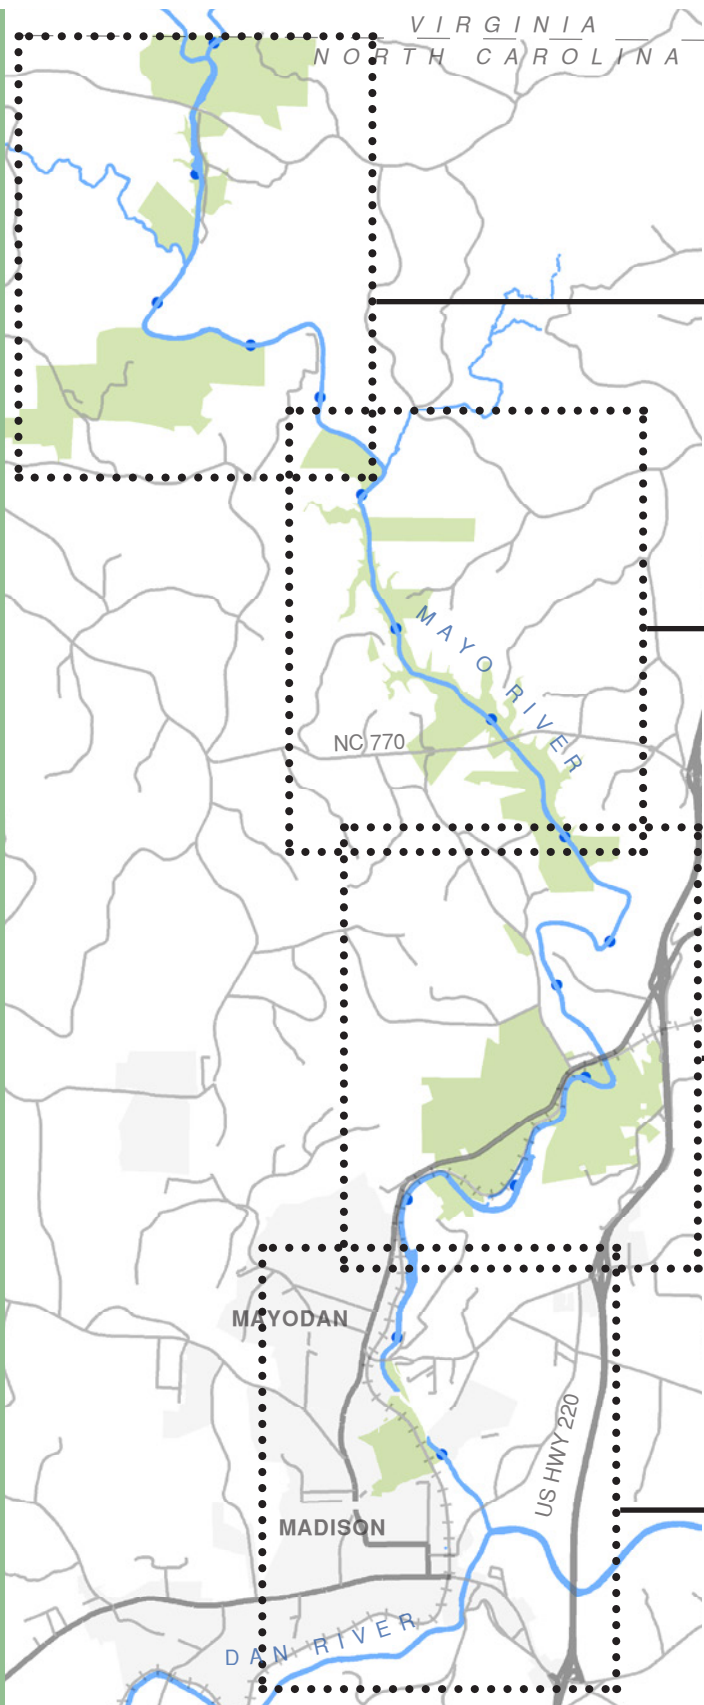 VIRGINIA
NORTH CAROLINA
MAYO RIVER
NC 770
MAYODAN
US HWY 220
MADISON
DAN RIVER